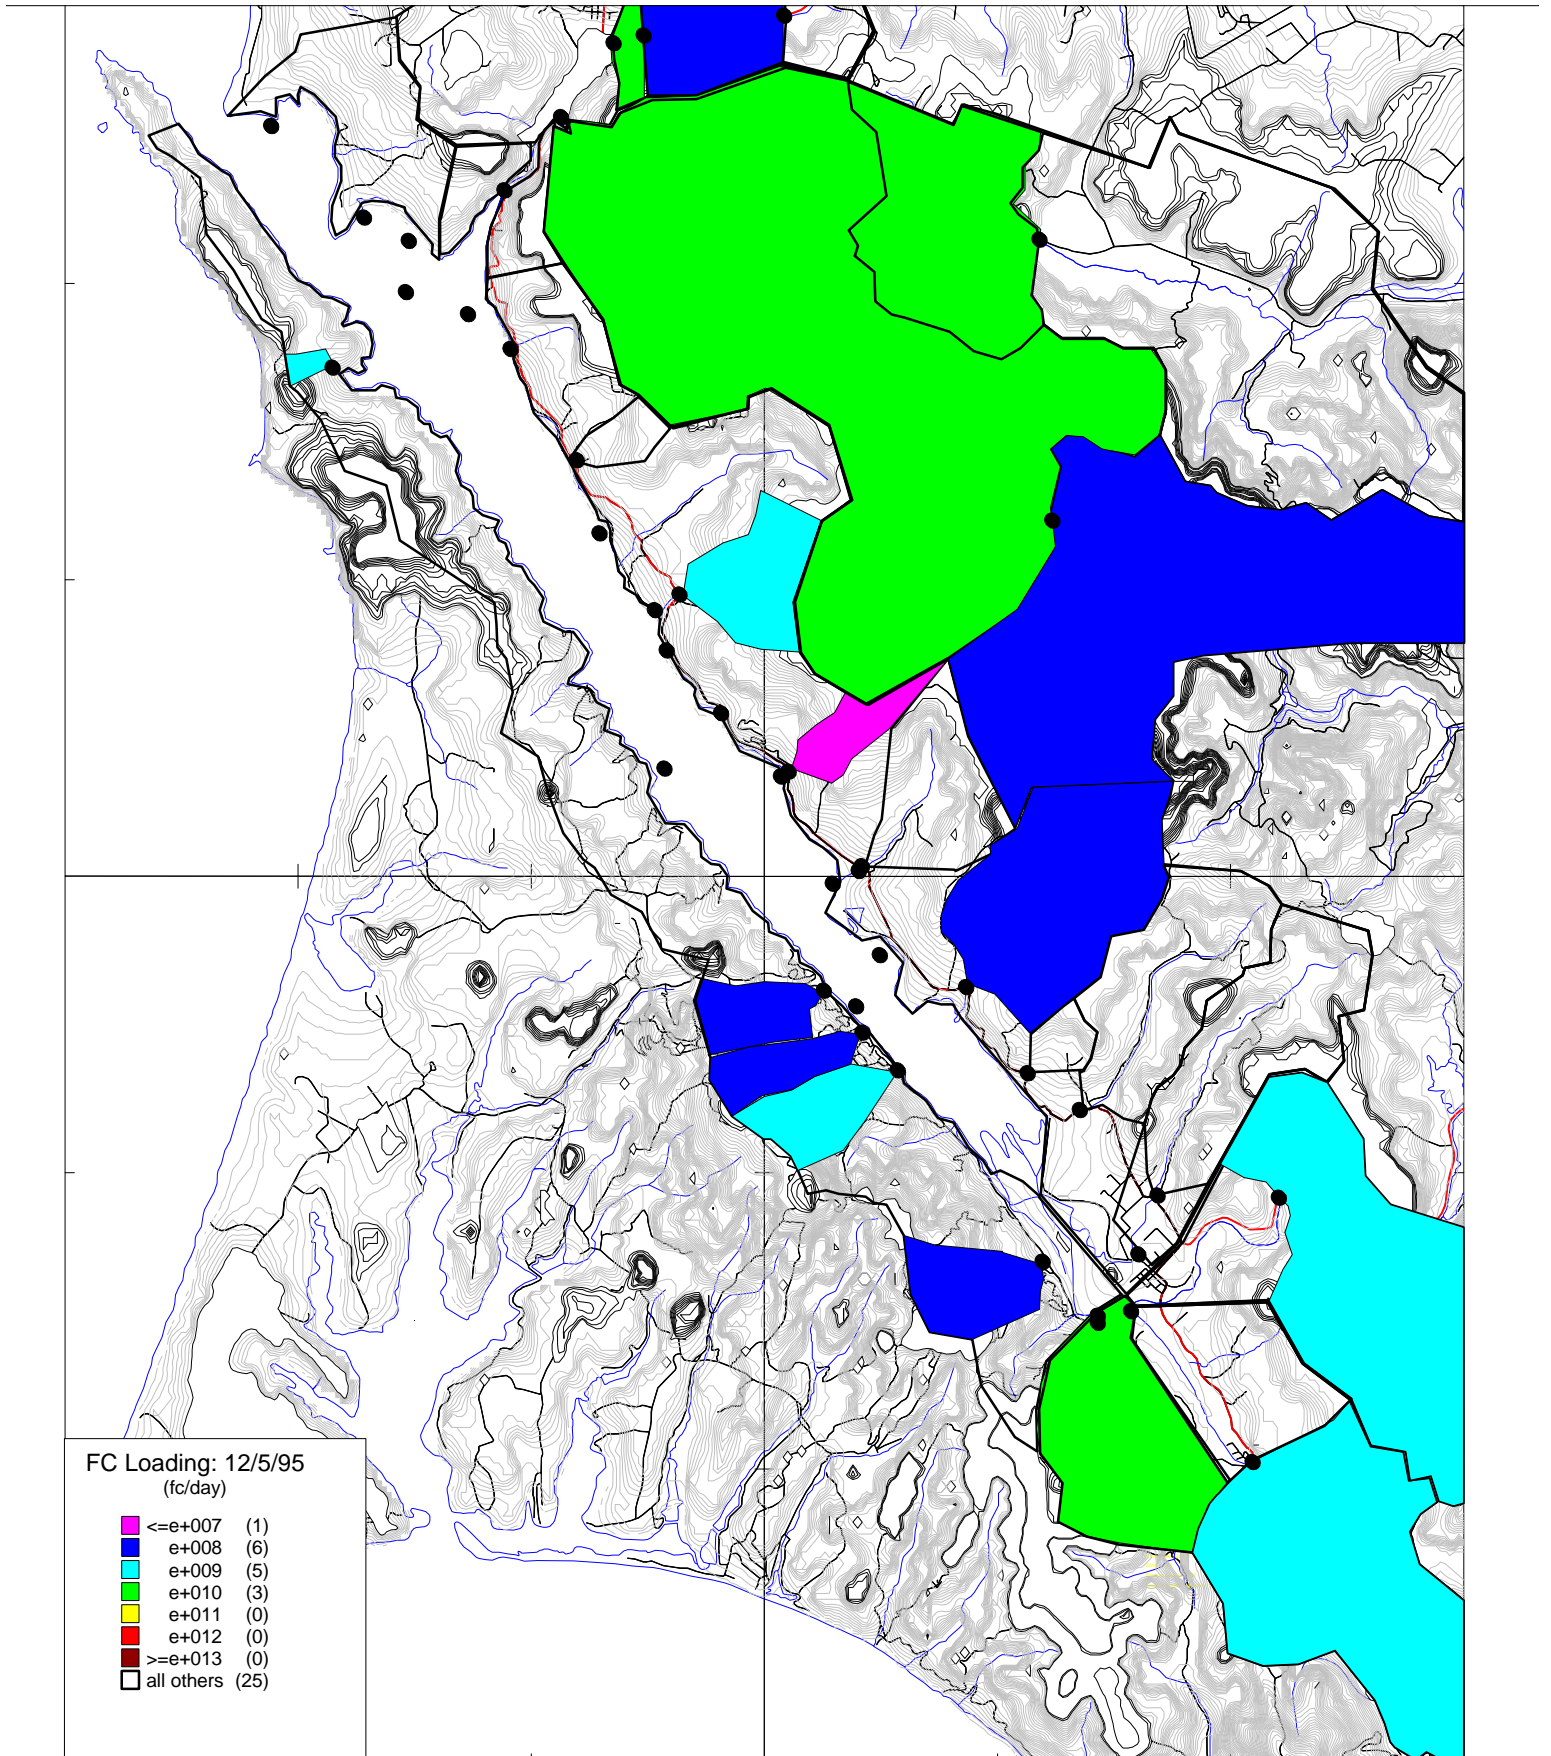 FC Loading: 12/5/95
(fc/day)
<=e+007 (1)
e+008 (6)
e+009 (5)
e+010 (3)
e+011 (0)
e+012 (0)
>=e+013 (0)
all others (25)